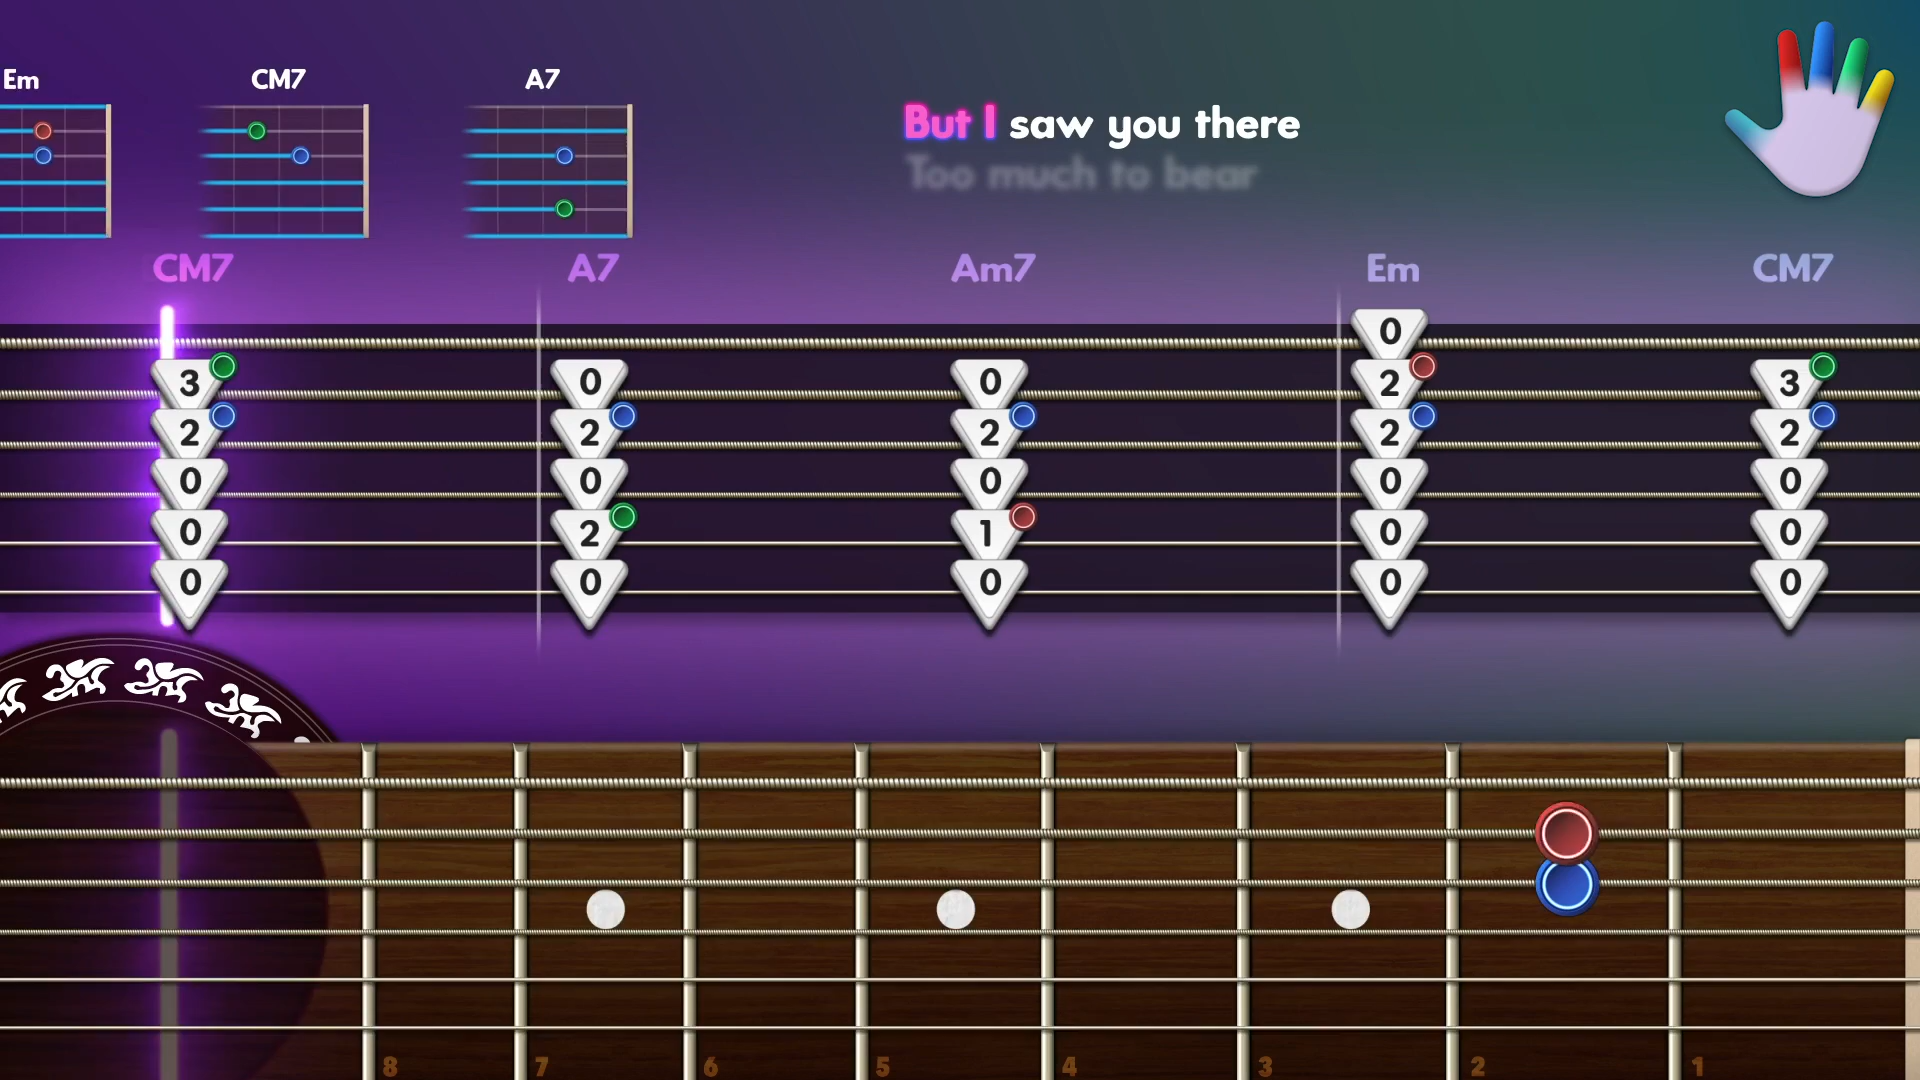 Em CM7 A7
But I saw you there
Too much to bear
CM7 A7 Am7 Em CM7
0
3 0 0 2 3
2 2 2 2 2
0 0 0 0 0
0 2 1 0 0
0 0 0 0 0
8 7 6 5 4 3 2 1